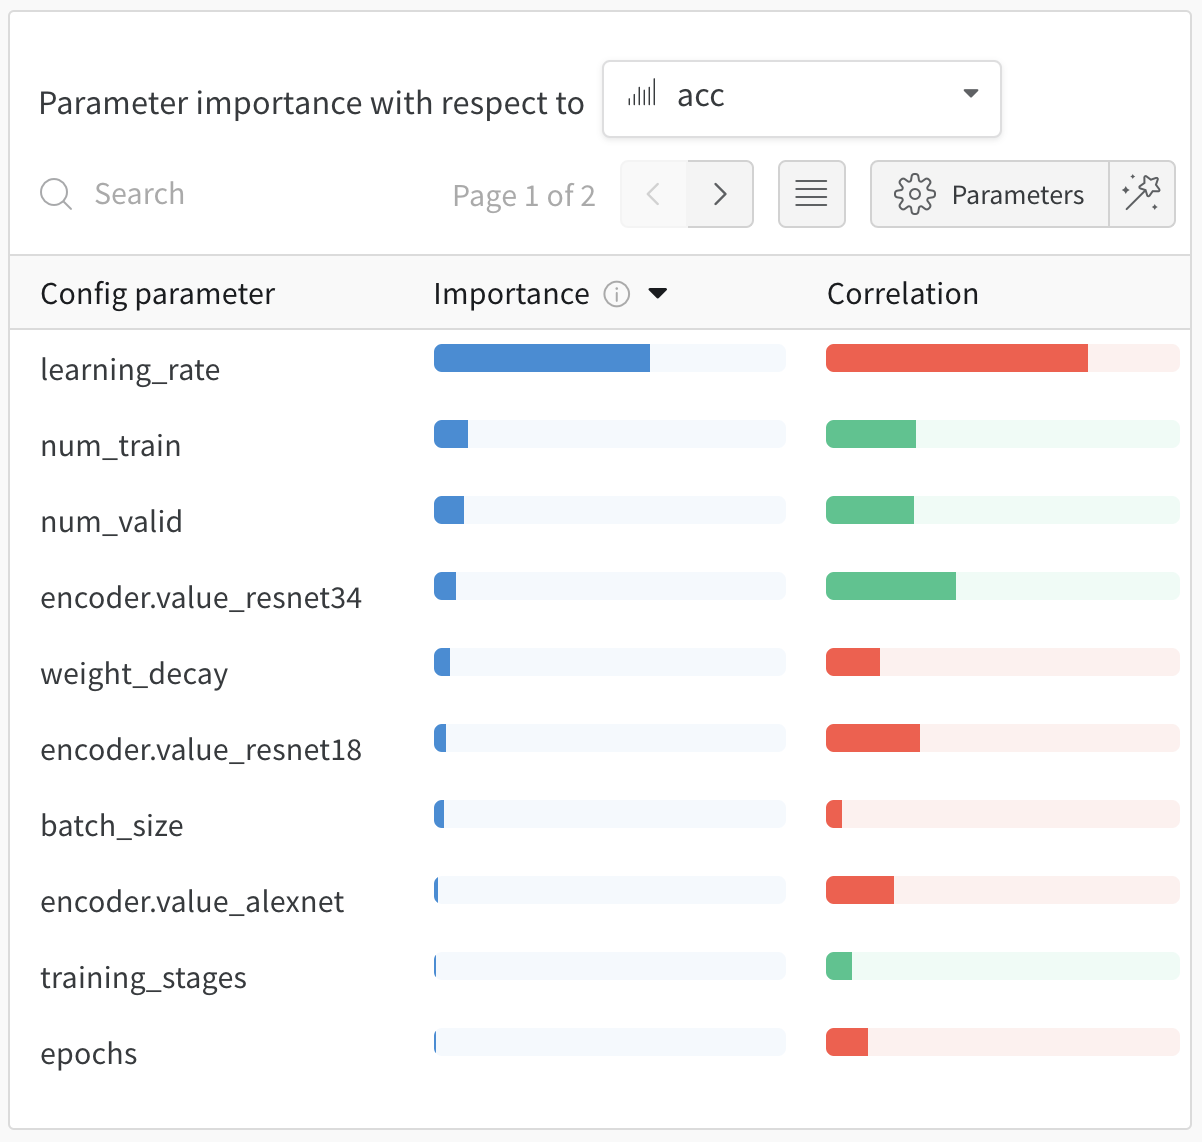 Parameter importance with respect to acc
Search Page 1 of 2 Parameters
Config parameter Importance Correlation
learning_rate
num_train
num_valid
encoder.value_resnet34
weight_decay
encoder.value_resnet18
batch_size
encoder.value_alexnet
training_stages
epochs